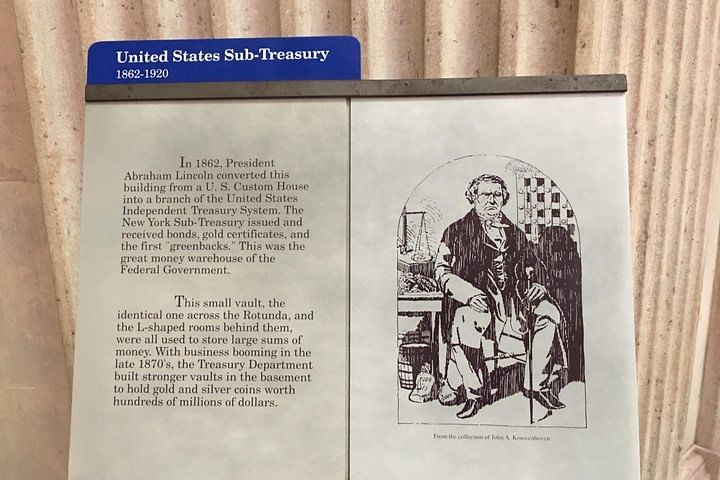 United States Sub-Treasury
1862-1920
In 1862, President
Abraham Lincoln converted this
building from a U. S. Custom House
into a branch of the United States
Independent Treasury System. The
New York Sub-Treasury issued and
received bonds, gold certificates, and
the first "greenbacks." This was the
great money warehouse of the
Federal Government.
This small vault, the
identical one across the Rotunda, and
the L-shaped rooms behind them,
were all used to store large sums of
money. With business booming in the
late 1870's, the Treasury Department
built stronger vaults in the basement
to hold gold and silver coins worth
hundreds of millions of dollars.
From the collection of John A. Kouwenhoven